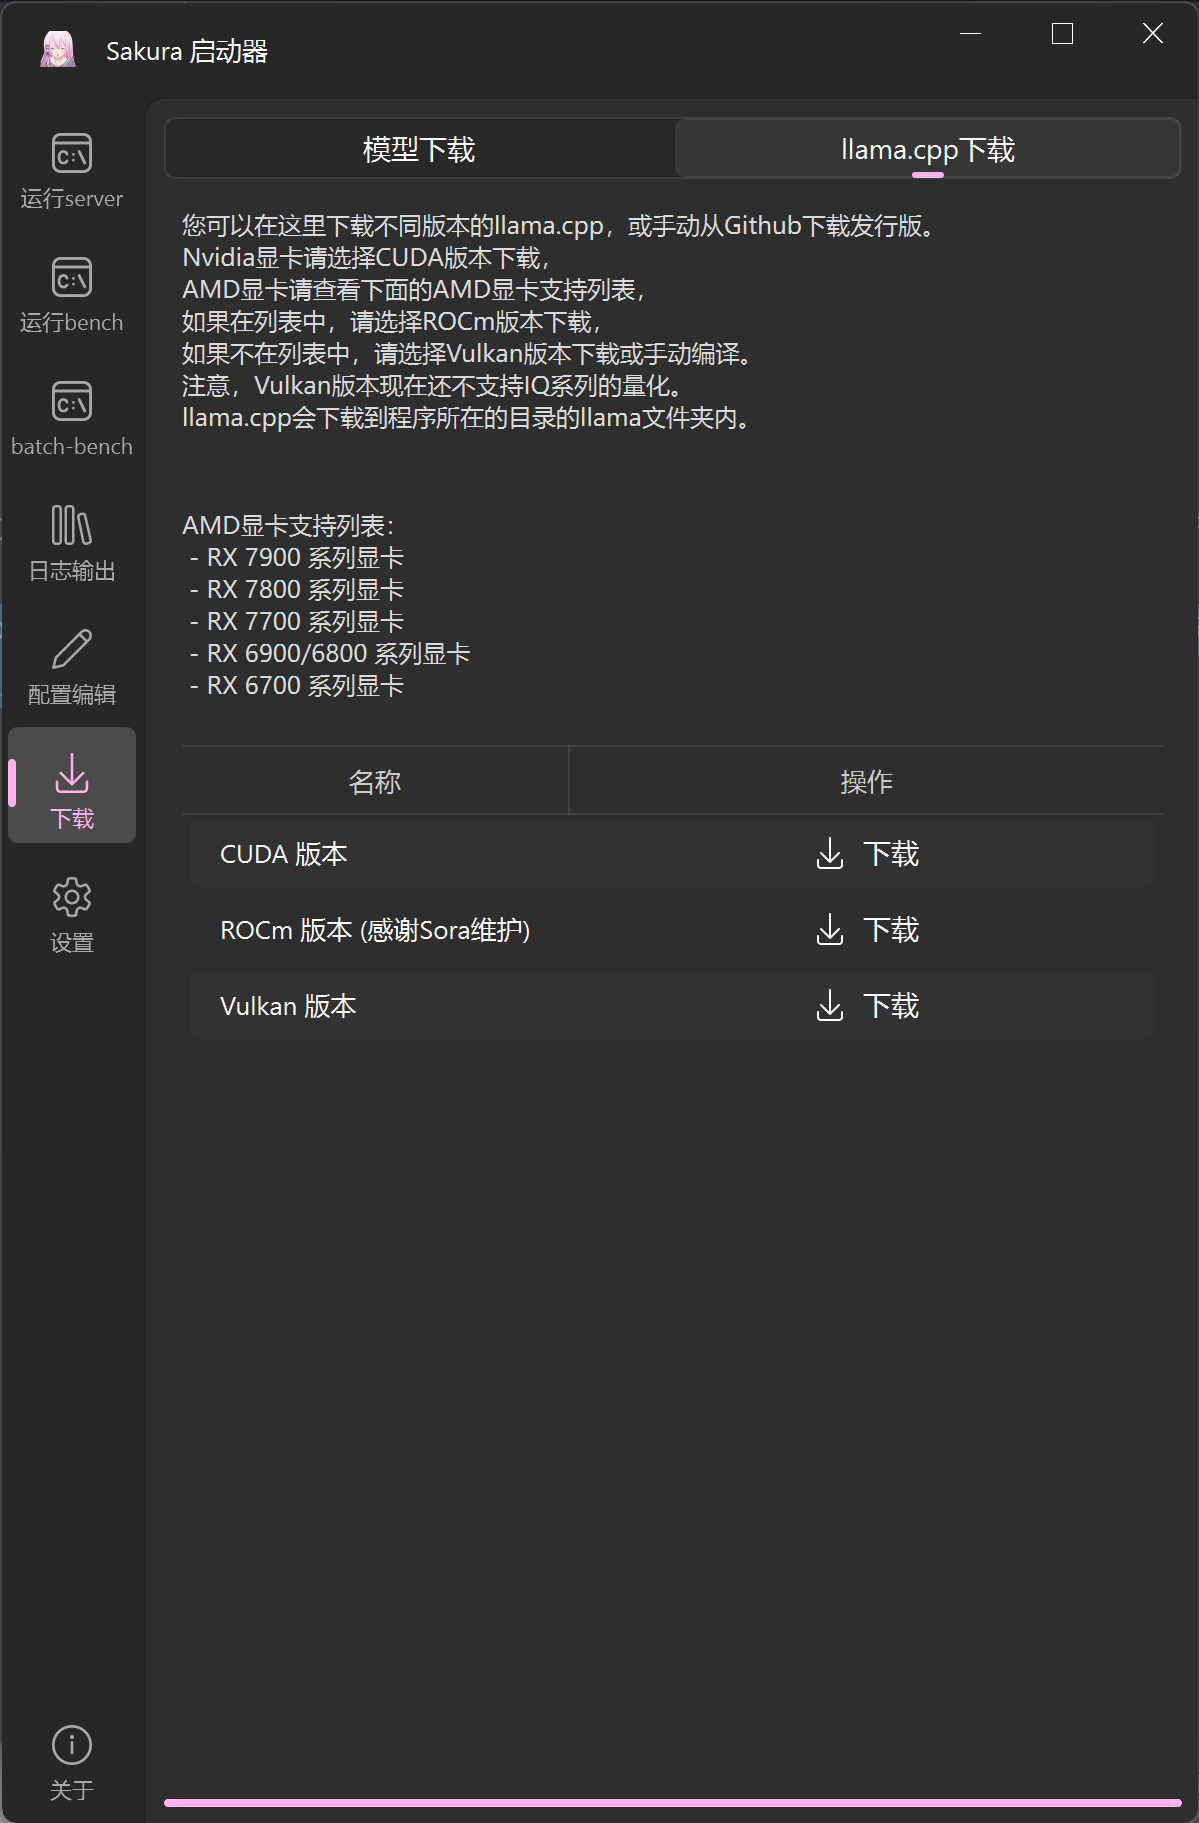 Sakura 启动器
运行server
运行bench
batch-bench
日志输出
配置编辑
下载
设置
关于
模型下载
llama.cpp下载
您可以在这里下载不同版本的llama.cpp，或手动从Github下载发行版。
Nvidia显卡请选择CUDA版本下载，
AMD显卡请查看下面的AMD显卡支持列表，
如果在列表中，请选择ROCm版本下载，
如果不在列表中，请选择Vulkan版本下载或手动编译。
注意，Vulkan版本现在还不支持IQ系列的量化。
llama.cpp会下载到程序所在的目录的llama文件夹内。
AMD显卡支持列表：
- RX 7900 系列显卡
- RX 7800 系列显卡
- RX 7700 系列显卡
- RX 6900/6800 系列显卡
- RX 6700 系列显卡
名称 操作
CUDA 版本 下载
ROCm 版本 (感谢Sora维护) 下载
Vulkan 版本 下载